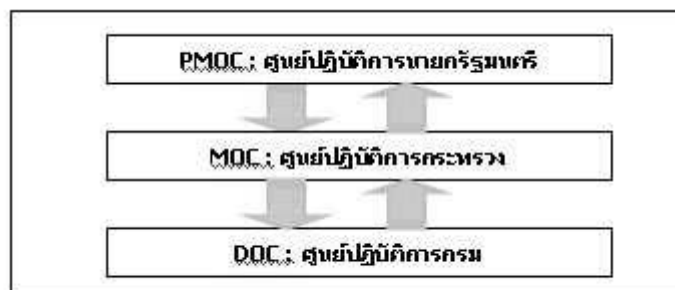 PMOC : ศูนย์ปฏิบัติการนายกรัฐมนตรี
MOC : ศูนย์ปฏิบัติการกระทรวง
DOC : ศูนย์ปฏิบัติการกรม